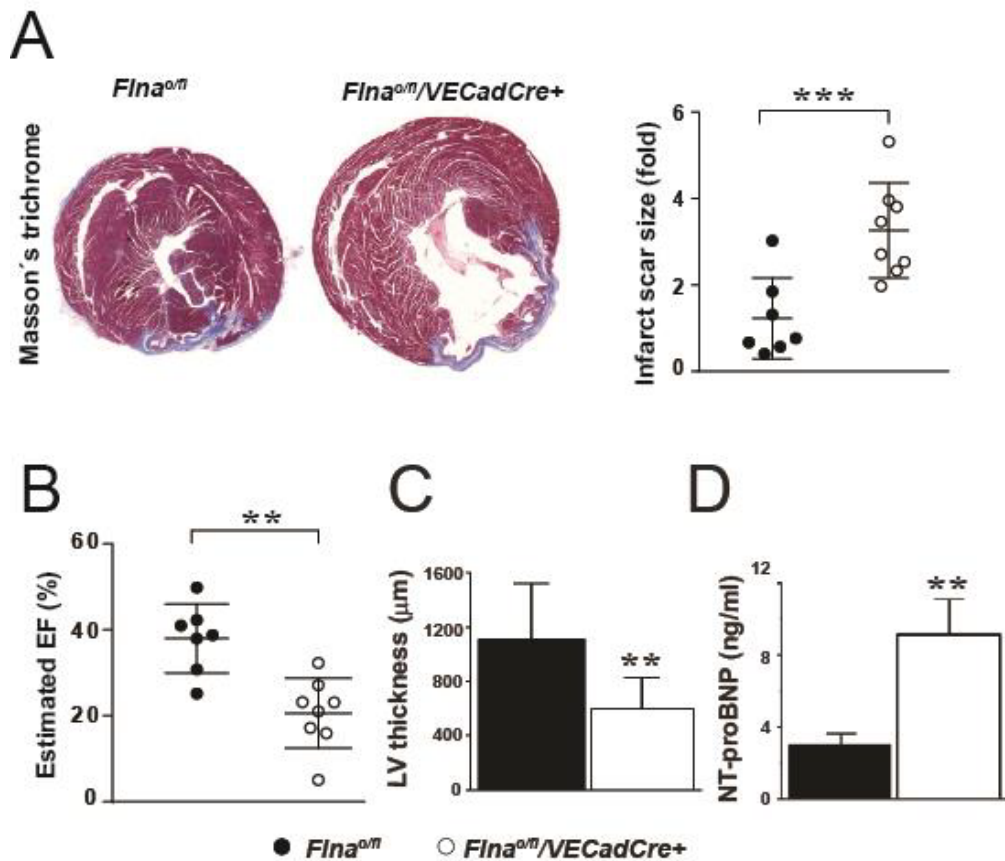 A
Flna^o/fl
Flna^o/fl/VECadCre+
Masson´s trichrome
Infarct scar size (fold)
6
4
2
0
***
B
Estimated EF (%)
60
40
20
0
**
C
LV thickness (μm)
1600
1200
800
400
0
**
D
NT-proBNP (ng/ml)
12
8
4
0
**
Flna^o/fl
Flna^o/fl/VECadCre+